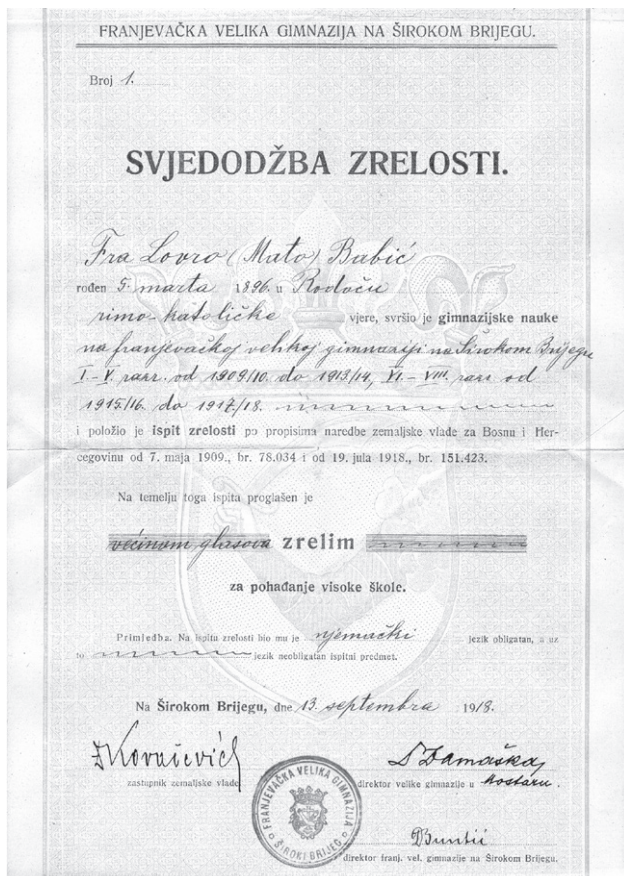 FRANJEVAČKA VELIKA GIMNAZIJA NA ŠIROKOM BRIJEGU.
Broj 1.
SVJEDODŽBA ZRELOSTI.
Fra Lovro (Mato) Babić
rođen 5. marta 1896. u Rodoču
rimo-katoličke vjere, svršio je gimnazijske nauke
na franjevačkoj velikoj gimnaziji na Širokom Brijegu
I.-V. razr. od 1909/10. do 1913/14, VI.-VIII. razr od
1915/16. do 1917/18.
i položio je ispit zrelosti po propisima naredbe zemaljske vlade za Bosnu i Her-
cegovinu od 7. maja 1909., br. 78.034 i od 19. jula 1918., br. 151.423.
Na temelju toga ispita proglašen je
većinom glasova zrelim
za pohađanje visoke škole.
Primjedba. Na ispitu zrelosti bio mu je njemački jezik obligatan, a uz
to jezik neobligatan ispitni predmet.
Na Širokom Brijegu, dne 13. septembra 1918.
zastupnik zemaljske vlade
D Damaška,
direktor velike gimnazije u Mostaru.
FRANJEVAČKA VELIKA GIMNAZIJA
ŠIROKI BRIJEG
Buntić
direktor franj. vel. gimnazije na Širokom Brijegu.